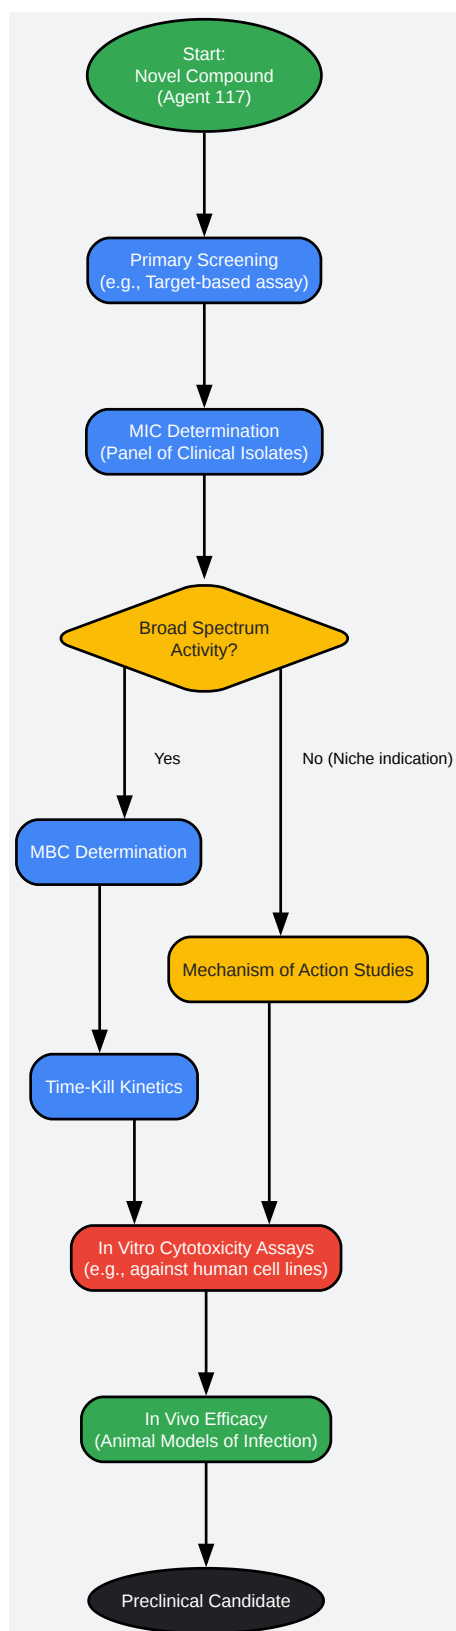 Start:
Novel Compound
(Agent 117)
Primary Screening
(e.g., Target-based assay)
MIC Determination
(Panel of Clinical Isolates)
Broad Spectrum
Activity?
Yes
No (Niche indication)
MBC Determination
Mechanism of Action Studies
Time-Kill Kinetics
In Vitro Cytotoxicity Assays
(e.g., against human cell lines)
In Vivo Efficacy
(Animal Models of Infection)
Preclinical Candidate